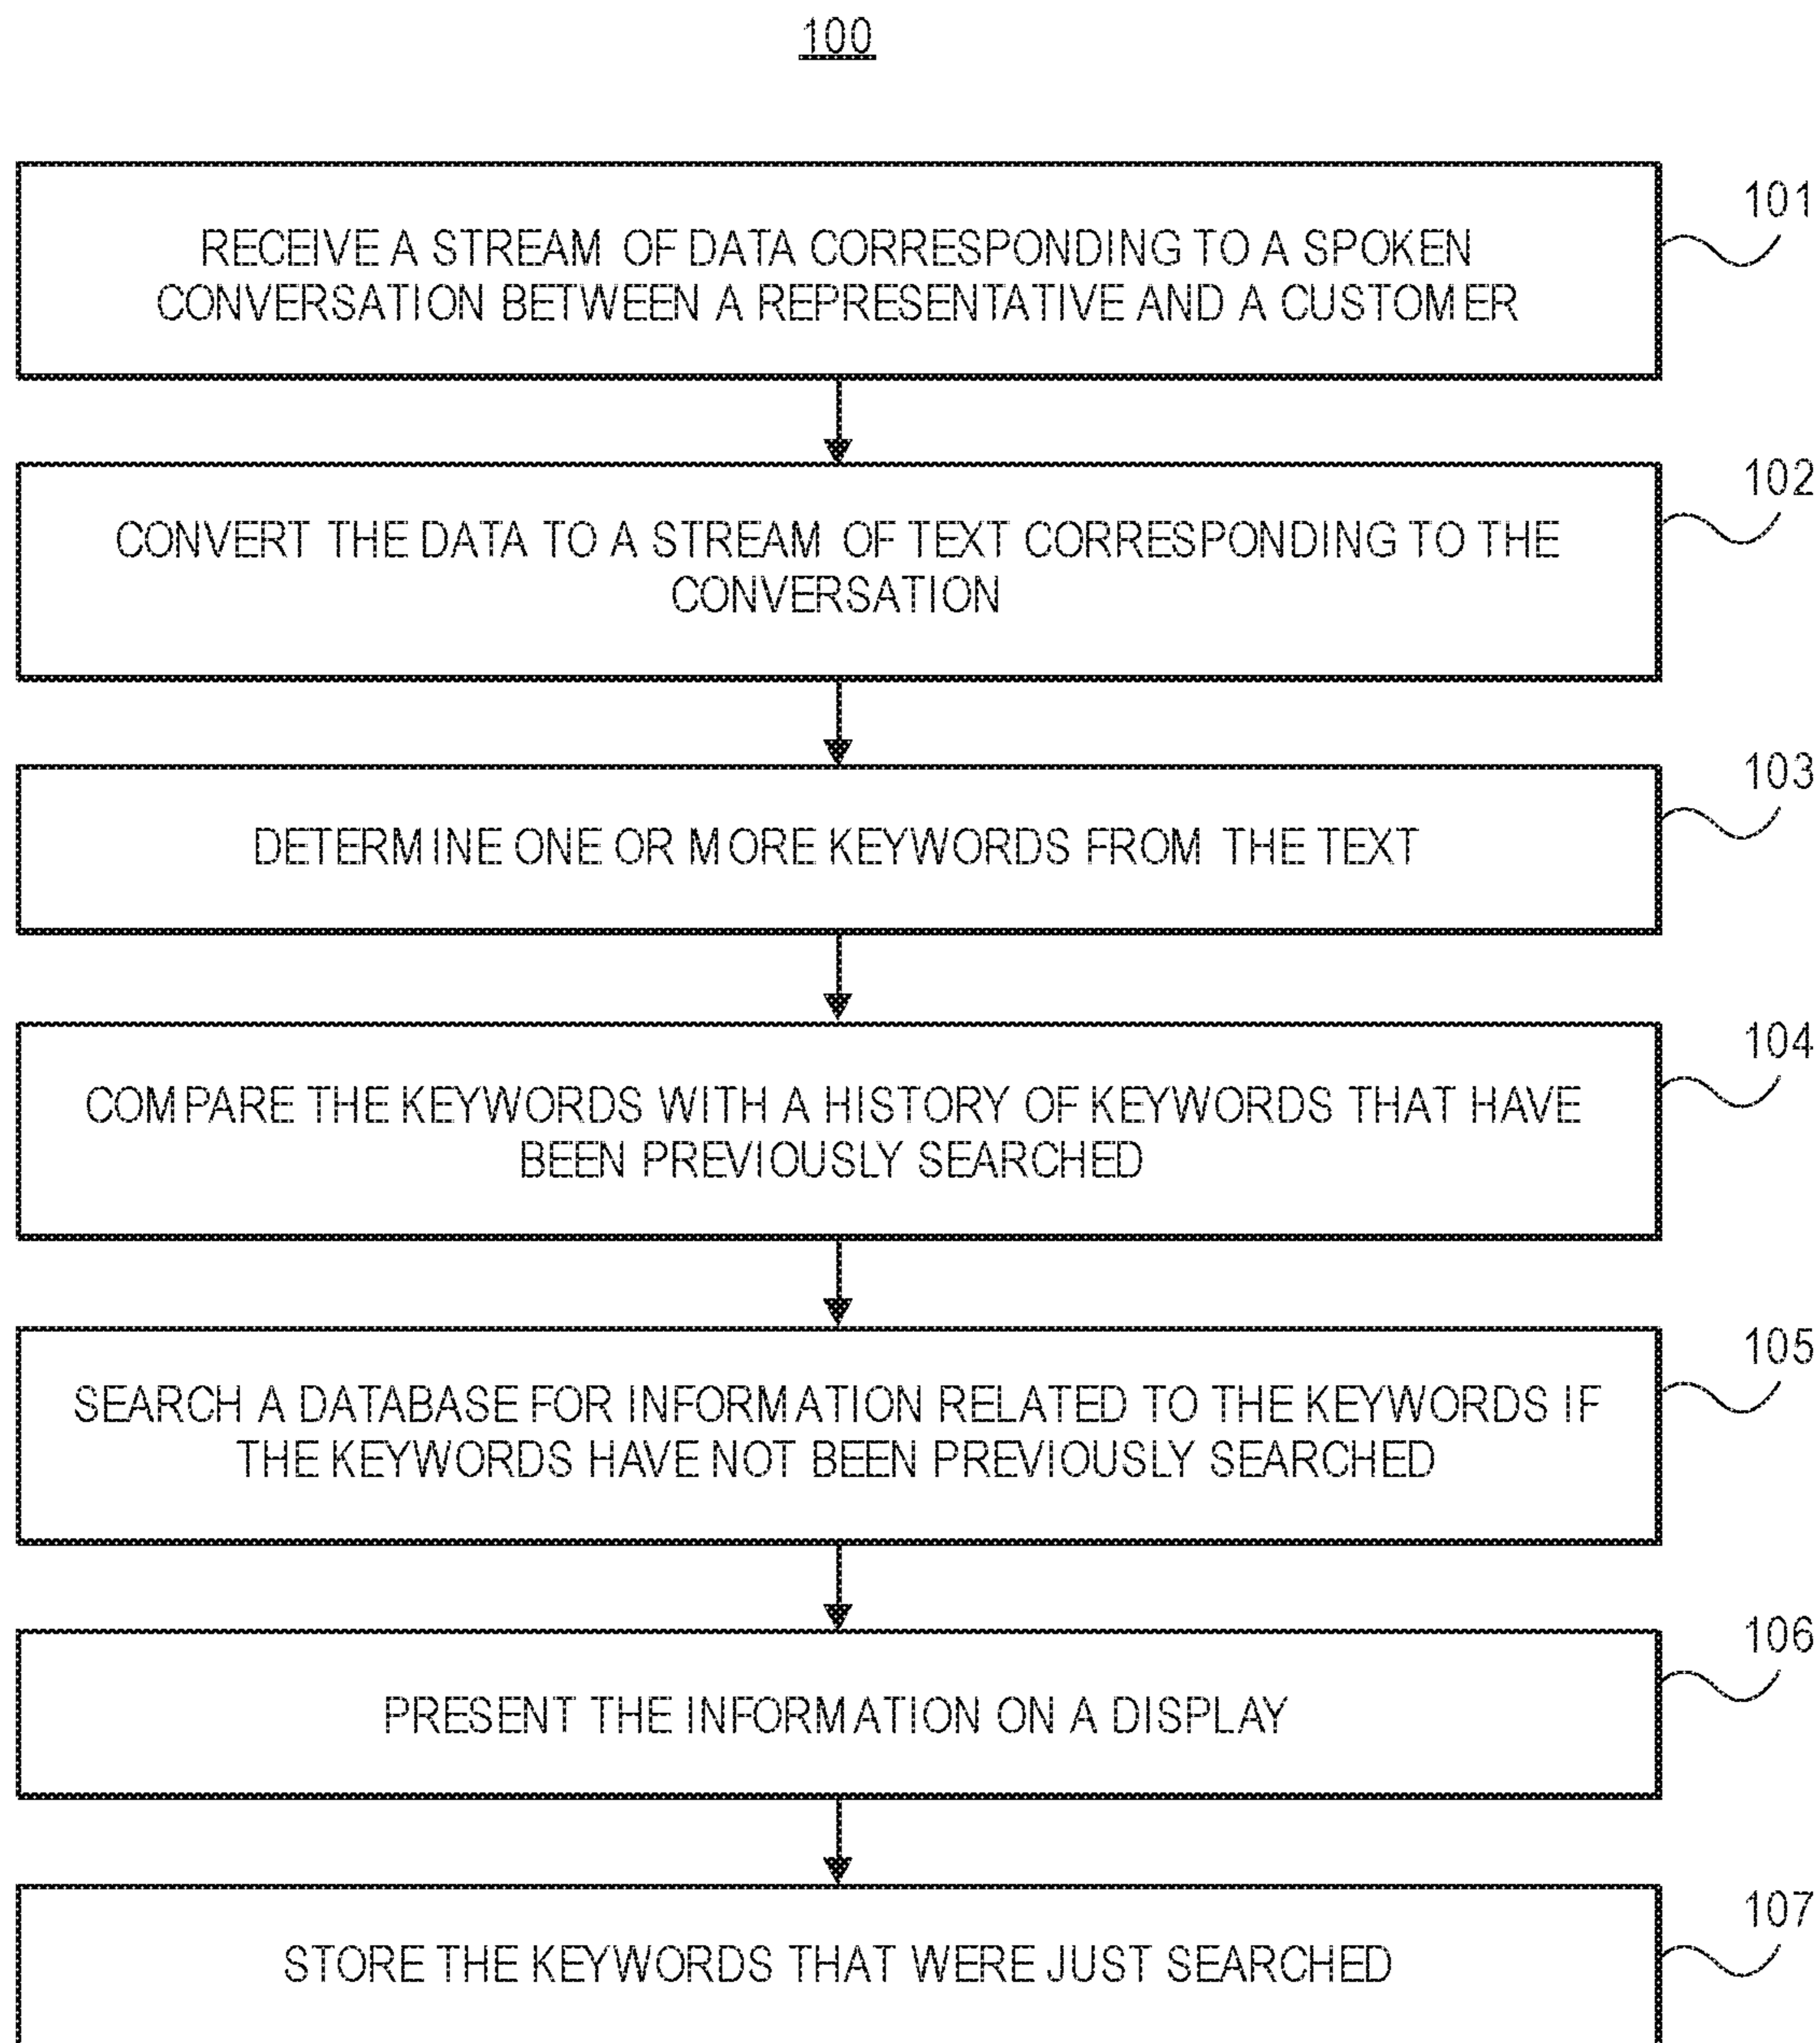 100
101
RECEIVE A STREAM OF DATA CORRESPONDING TO A SPOKEN
CONVERSATION BETWEEN A REPRESENTATIVE AND A CUSTOMER
102
CONVERT THE DATA TO A STREAM OF TEXT CORRESPONDING TO THE
CONVERSATION
103
DETERMINE ONE OR MORE KEYWORDS FROM THE TEXT
104
COMPARE THE KEYWORDS WITH A HISTORY OF KEYWORDS THAT HAVE
BEEN PREVIOUSLY SEARCHED
105
SEARCH A DATABASE FOR INFORMATION RELATED TO THE KEYWORDS IF
THE KEYWORDS HAVE NOT BEEN PREVIOUSLY SEARCHED
106
PRESENT THE INFORMATION ON A DISPLAY
107
STORE THE KEYWORDS THAT WERE JUST SEARCHED